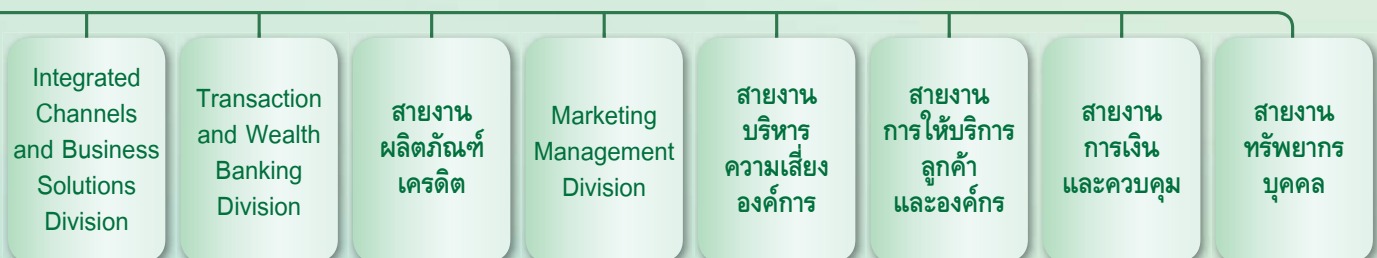 Integrated
Channels
and Business
Solutions
Division
Transaction
and Wealth
Banking
Division
สายงาน
ผลิตภัณฑ์
เครดิต
Marketing
Management
Division
สายงาน
บริหาร
ความเสี่ยง
องค์การ
สายงาน
การให้บริการ
ลูกค้า
และองค์กร
สายงาน
การเงิน
และควบคุม
สายงาน
ทรัพยากร
บุคคล